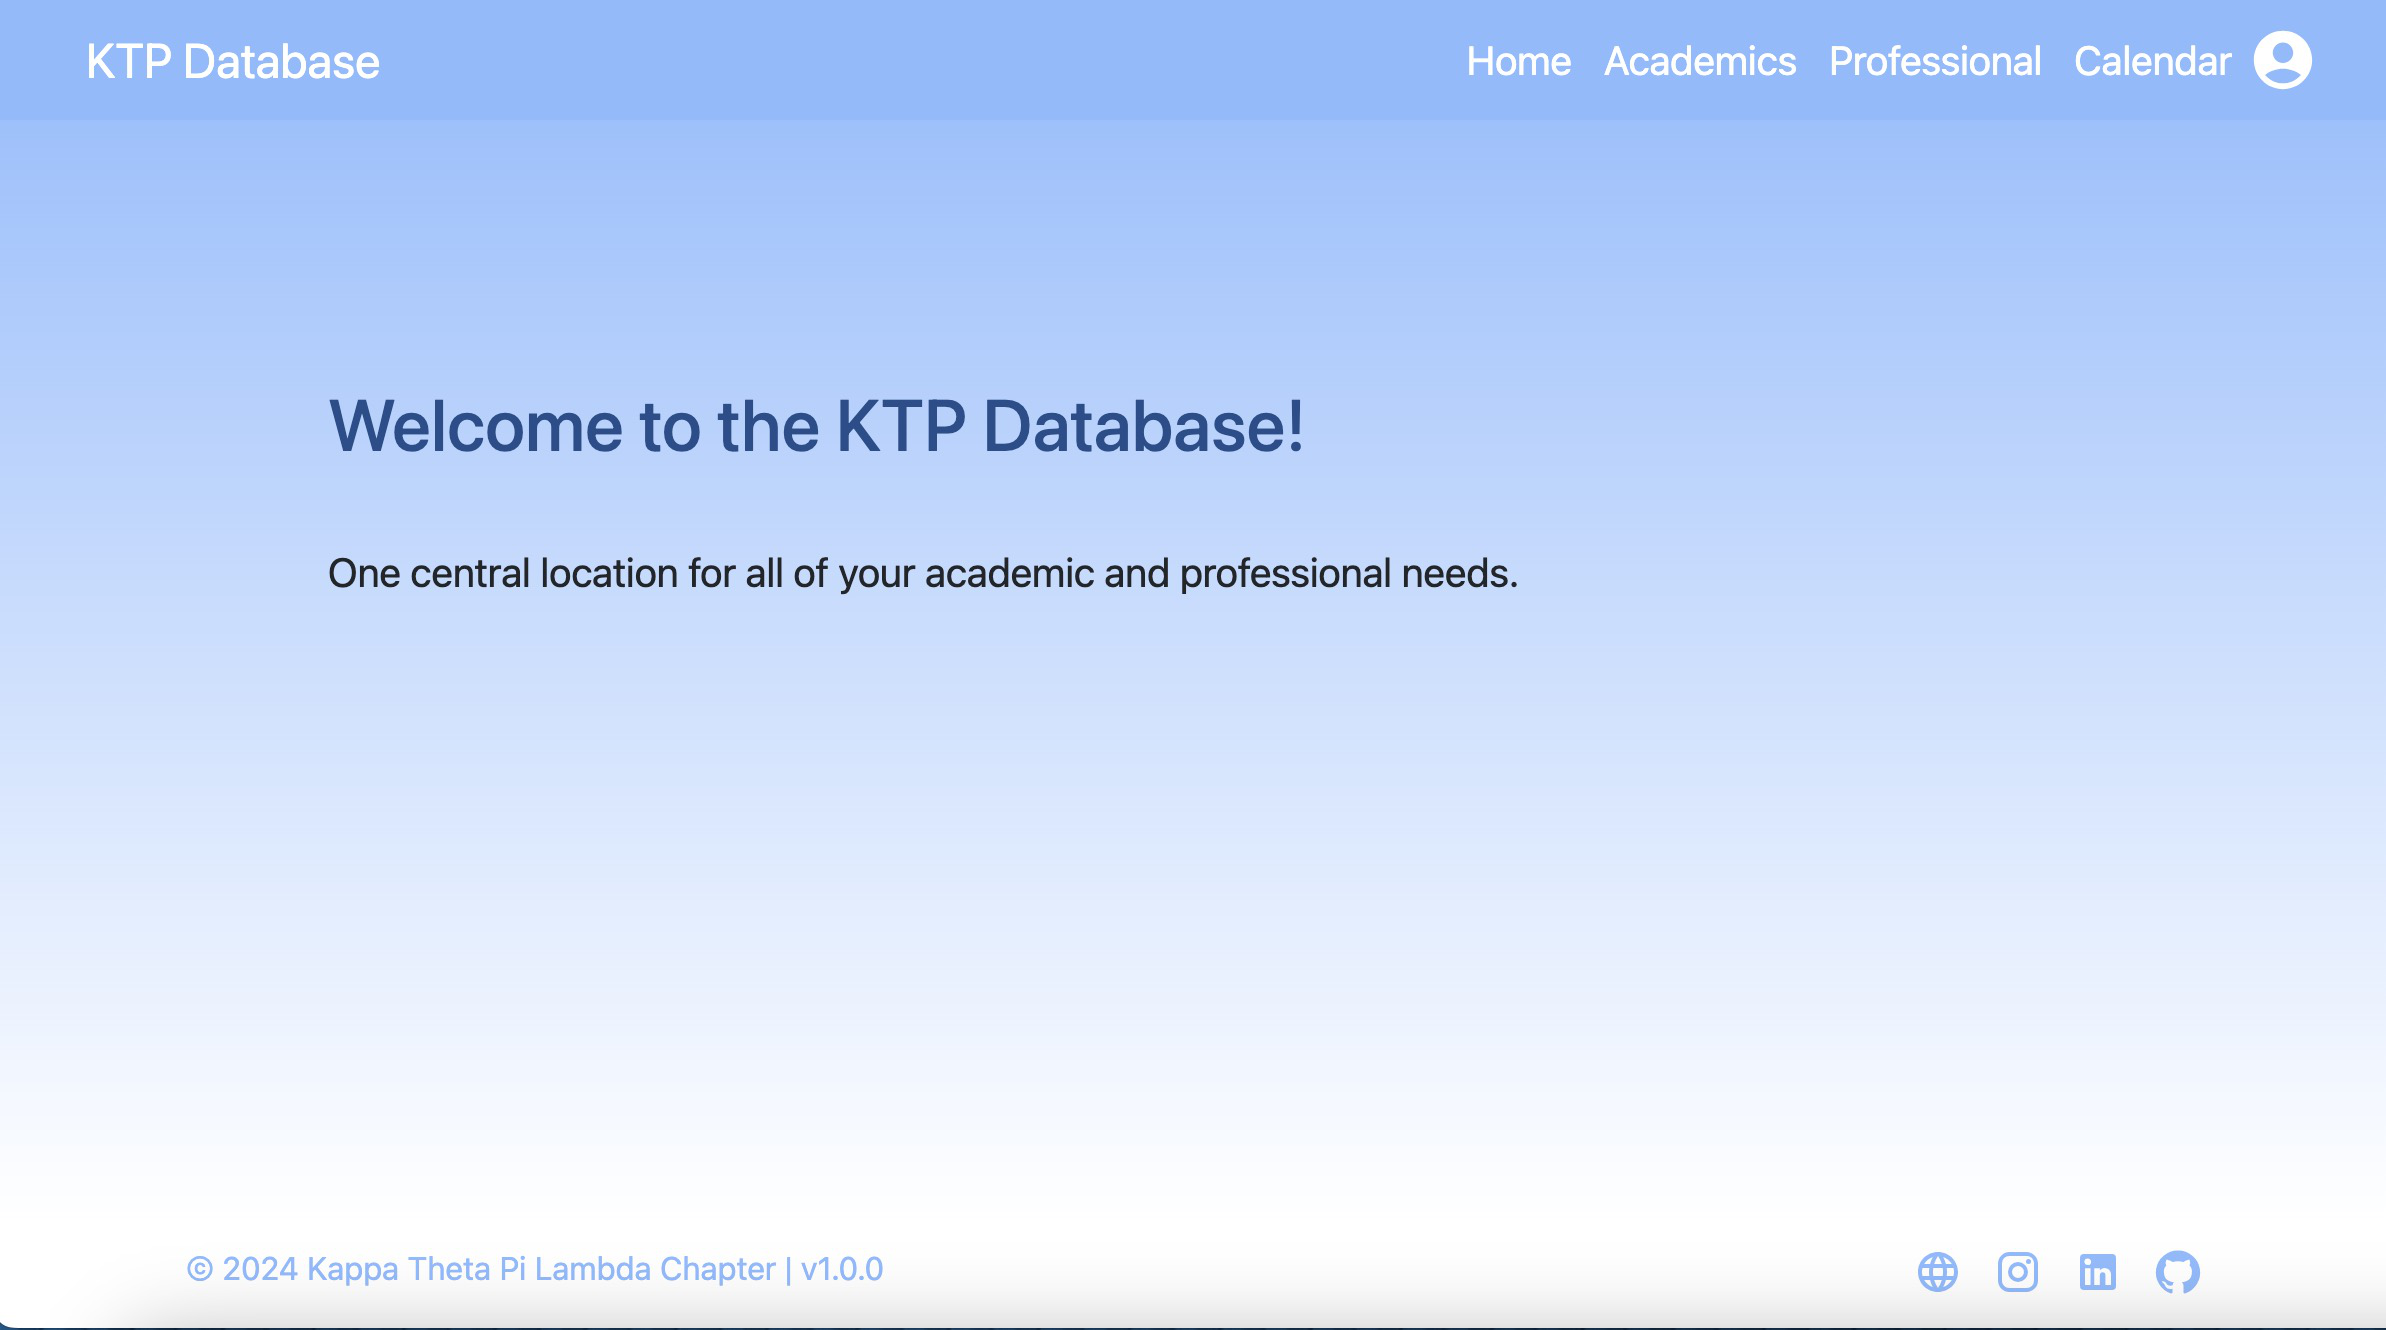 KTP Database
Home Academics Professional Calendar
Welcome to the KTP Database!
One central location for all of your academic and professional needs.
© 2024 Kappa Theta Pi Lambda Chapter | v1.0.0
in